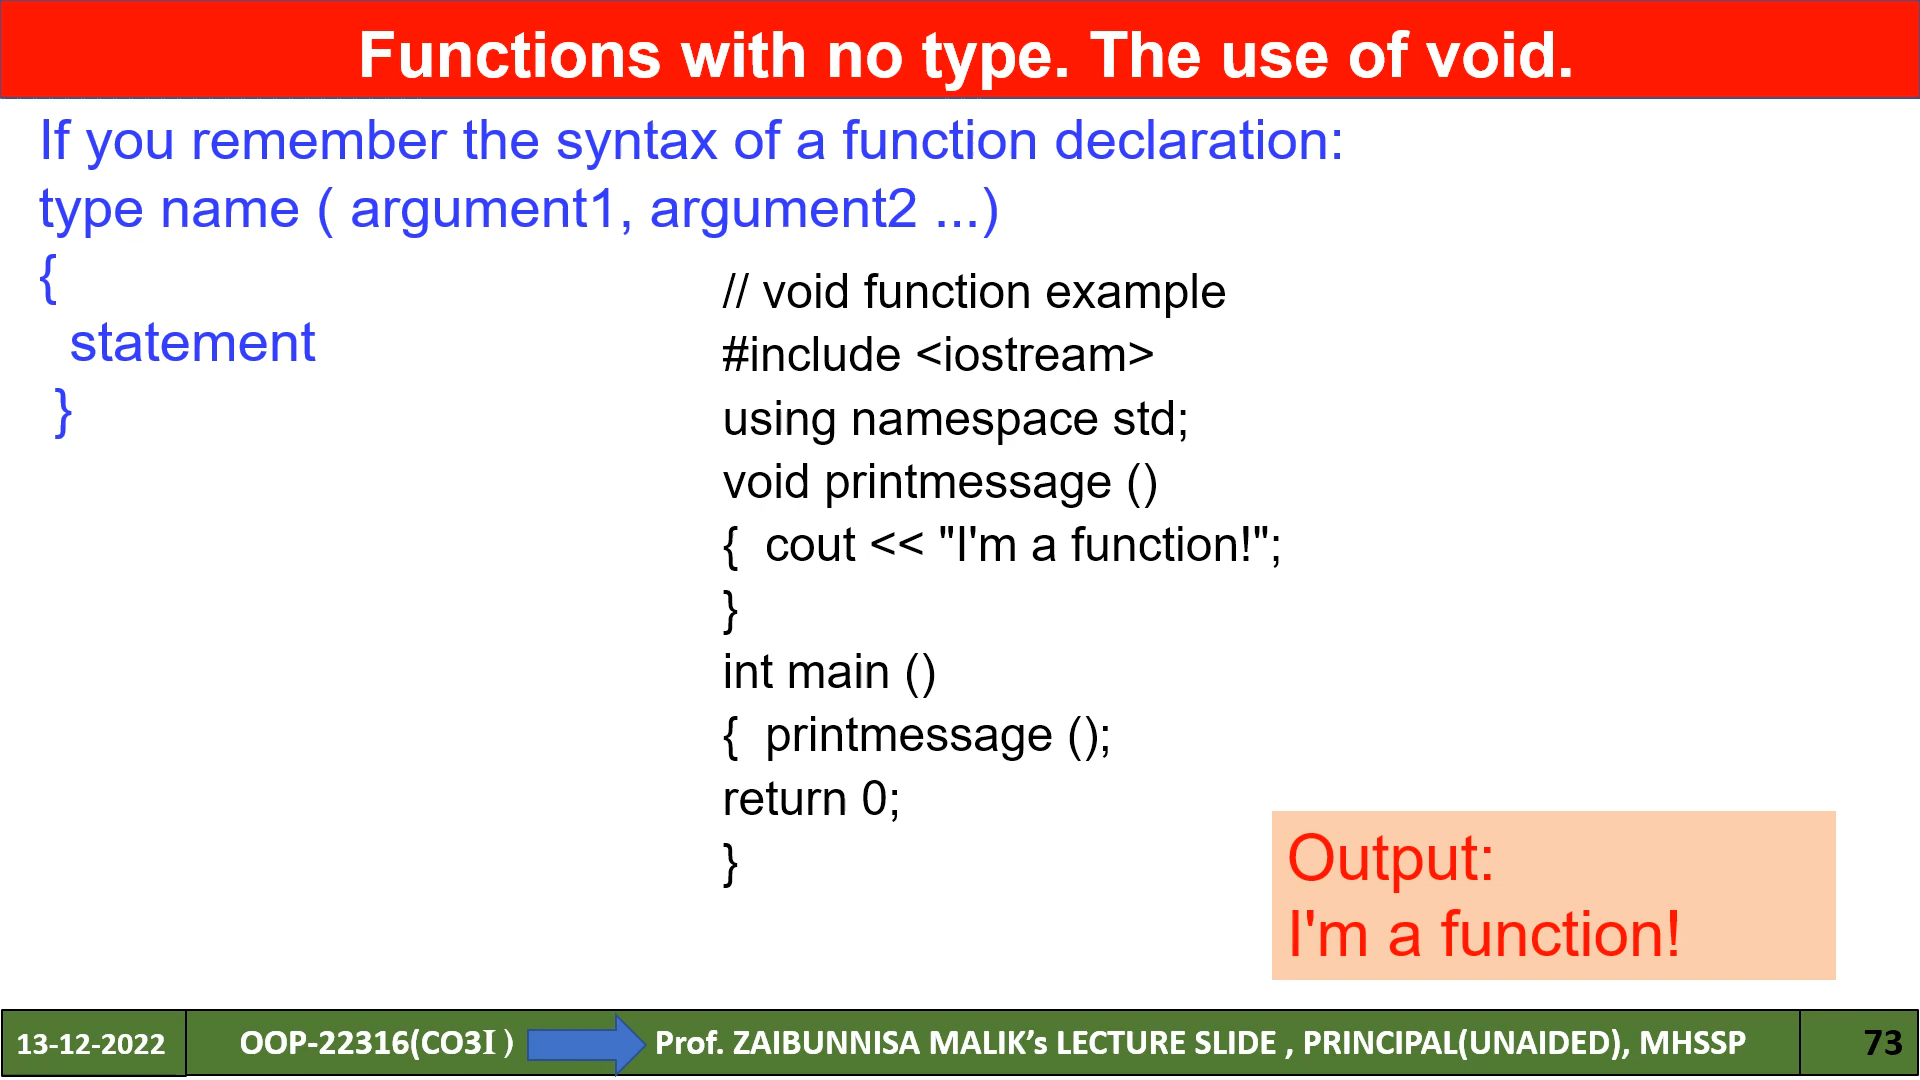 Functions with no type. The use of void.
If you remember the syntax of a function declaration:
type name ( argument1, argument2 ...)
{
statement
}
// void function example
#include <iostream>
using namespace std;
void printmessage ()
{ cout << "I'm a function!";
}
int main ()
{ printmessage ();
return 0;
}
Output:
I'm a function!
13-12-2022
OOP-22316(CO3I )
Prof. ZAIBUNNISA MALIK’s LECTURE SLIDE , PRINCIPAL(UNAIDED), MHSSP
73